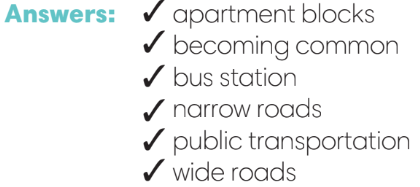 Answers: ✓ apartment blocks
✓ becoming common
✓ bus station
✓ narrow roads
✓ public transportation
✓ wide roads